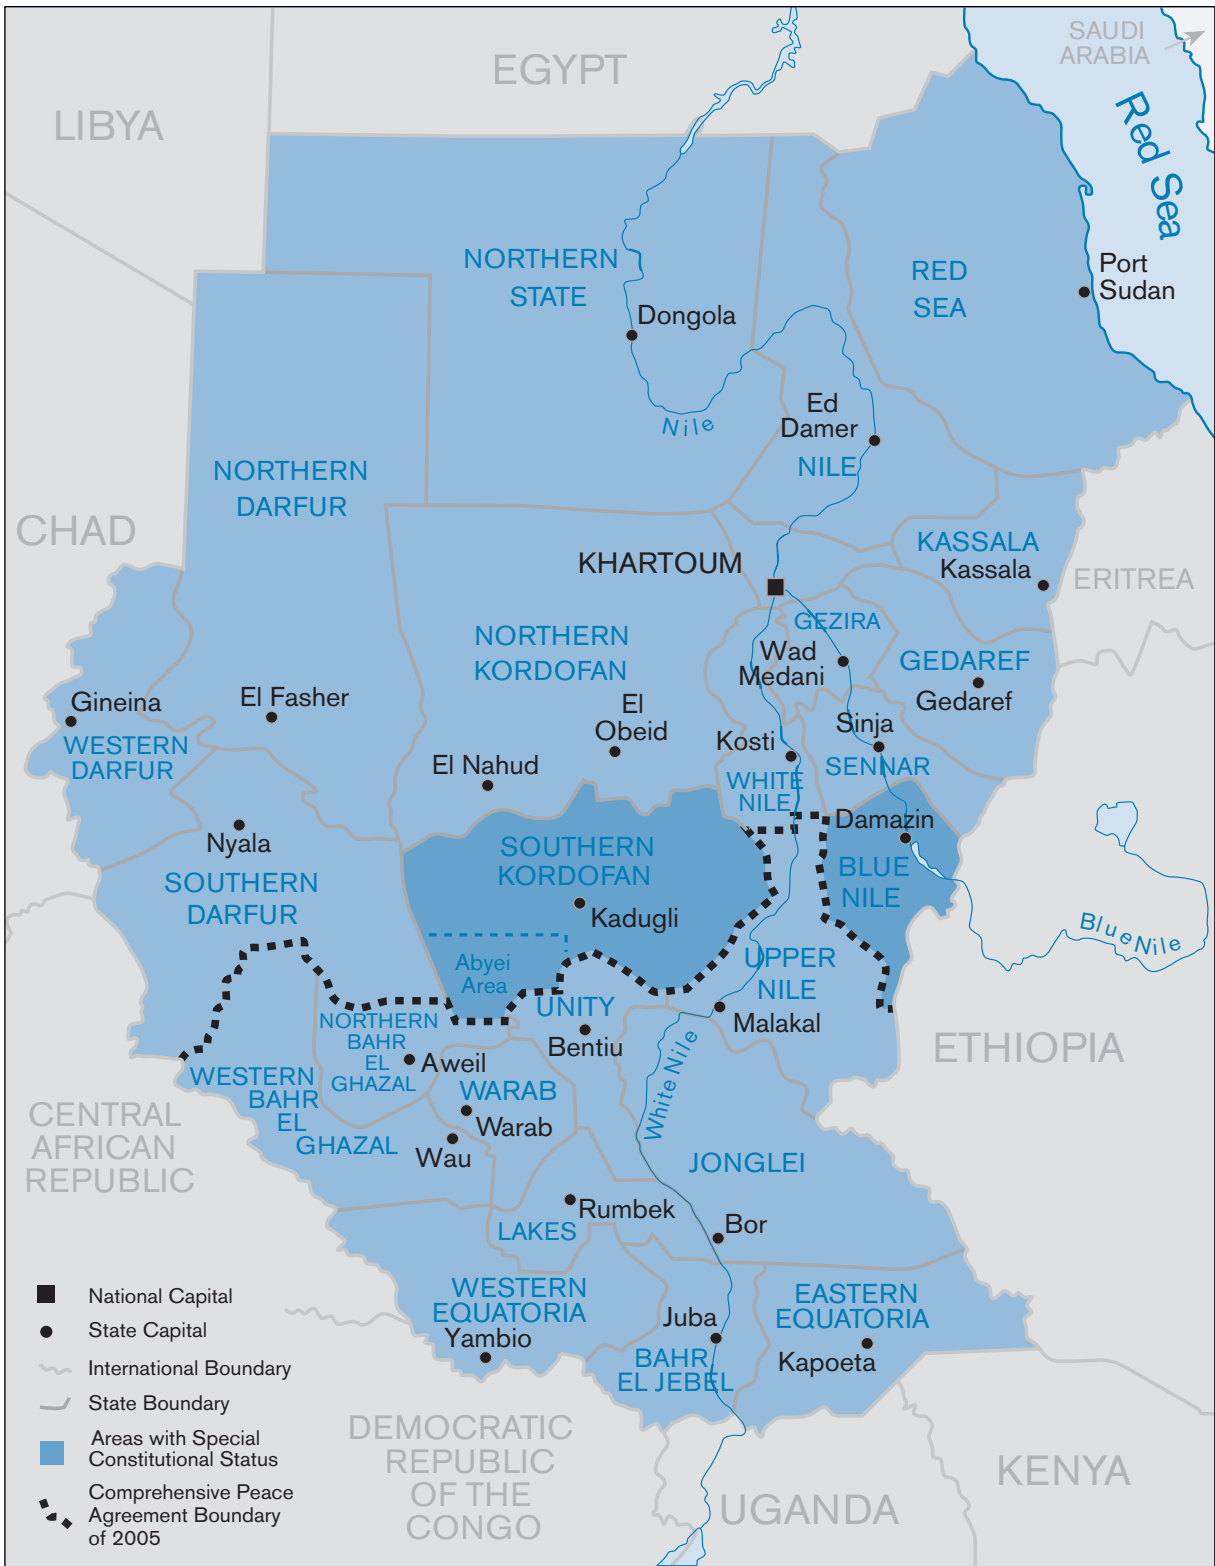 SAUDI
ARABIA
EGYPT
LIBYA
Red Sea
NORTHERN
STATE
RED
SEA
Port
Sudan
Dongola
Ed
Damer
Nile
NILE
NORTHERN
DARFUR
CHAD
KASSALA
Kassala
KHARTOUM
ERITREA
GEZIRA
NORTHERN
KORDOFAN
Wad
Medani
GEDAREF
Gedaref
Gineina
El Fasher
El
Obeid
Sinja
WESTERN
DARFUR
El Nahud
Kosti
SENNAR
WHITE
NILE
Damazin
Nyala
SOUTHERN
KORDOFAN
BLUE
NILE
SOUTHERN
DARFUR
Kadugli
Blue Nile
Abyei
Area
UPPER
NILE
UNITY
Malakal
NORTHERN
BAHR
EL
GHAZAL
Bentiu
ETHIOPIA
Aweil
White Nile
WESTERN
BAHR
EL
GHAZAL
WARAB
Warab
CENTRAL
AFRICAN
REPUBLIC
Wau
JONGLEI
Rumbek
Bor
LAKES
WESTERN
EQUATORIA
Yambio
EASTERN
EQUATORIA
Juba
Kapoeta
BAHR
EL JEBEL
National Capital
State Capital
International Boundary
State Boundary
Areas with Special
Constitutional Status
Comprehensive Peace
Agreement Boundary
of 2005
DEMOCRATIC
REPUBLIC
OF THE
CONGO
UGANDA
KENYA